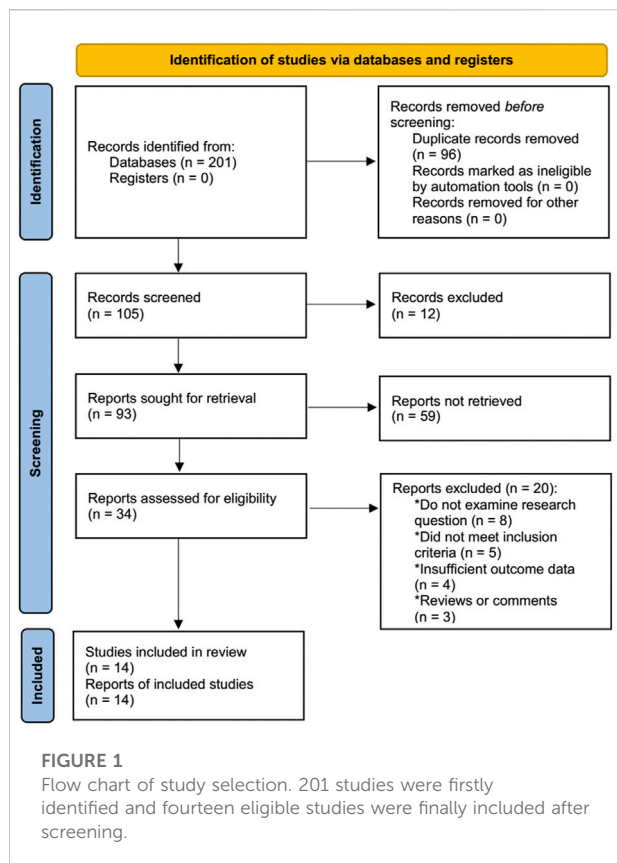 Identification of studies via databases and registers
Identification
Records identified from:
Databases (n = 201)
Registers (n = 0)
Records removed before
screening:
Duplicate records removed
(n = 96)
Records marked as ineligible
by automation tools (n = 0)
Records removed for other
reasons (n = 0)
Screening
Records screened
(n = 105)
Records excluded
(n = 12)
Reports sought for retrieval
(n = 93)
Reports not retrieved
(n = 59)
Reports assessed for eligibility
(n = 34)
Reports excluded (n = 20):
*Do not examine research
question (n = 8)
*Did not meet inclusion
criteria (n = 5)
*Insufficient outcome data
(n = 4)
*Reviews or comments
(n = 3)
Included
Studies included in review
(n = 14)
Reports of included studies
(n = 14)
FIGURE 1
Flow chart of study selection. 201 studies were firstly
identified and fourteen eligible studies were finally included after
screening.